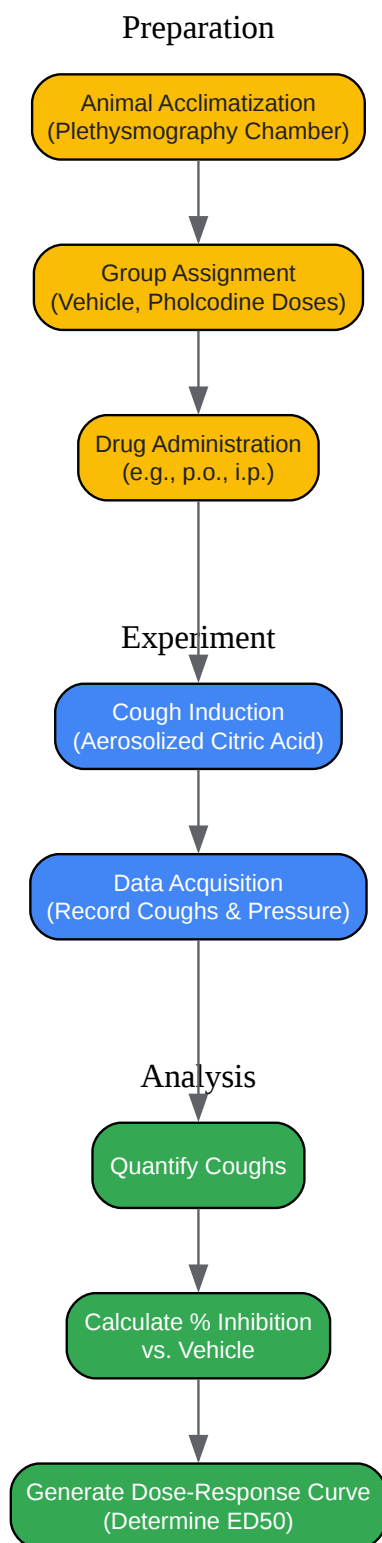 Preparation
Animal Acclimatization
(Plethysmography Chamber)
Group Assignment
(Vehicle, Pholcodine Doses)
Drug Administration
(e.g., p.o., i.p.)
Experiment
Cough Induction
(Aerosolized Citric Acid)
Data Acquisition
(Record Coughs & Pressure)
Analysis
Quantify Coughs
Calculate % Inhibition
vs. Vehicle
Generate Dose-Response Curve
(Determine ED50)